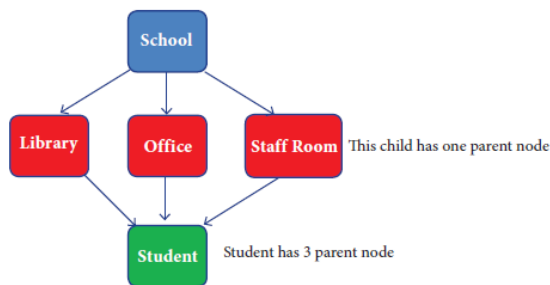 School
Library
Office
Staff Room
This child has one parent node
Student
Student has 3 parent node